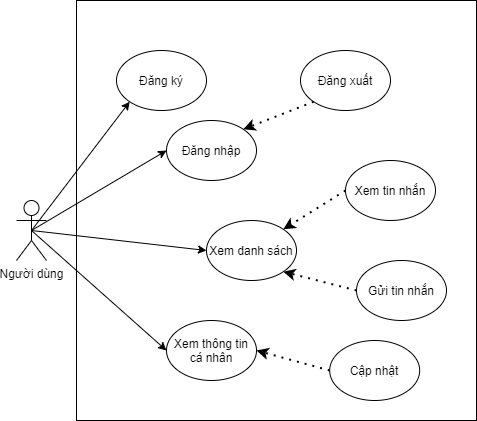 Đăng ký
Đăng xuất
Đăng nhập
Xem tin nhắn
Xem danh sách
Người dùng
Gửi tin nhắn
Xem thông tin
cá nhân
Cập nhật